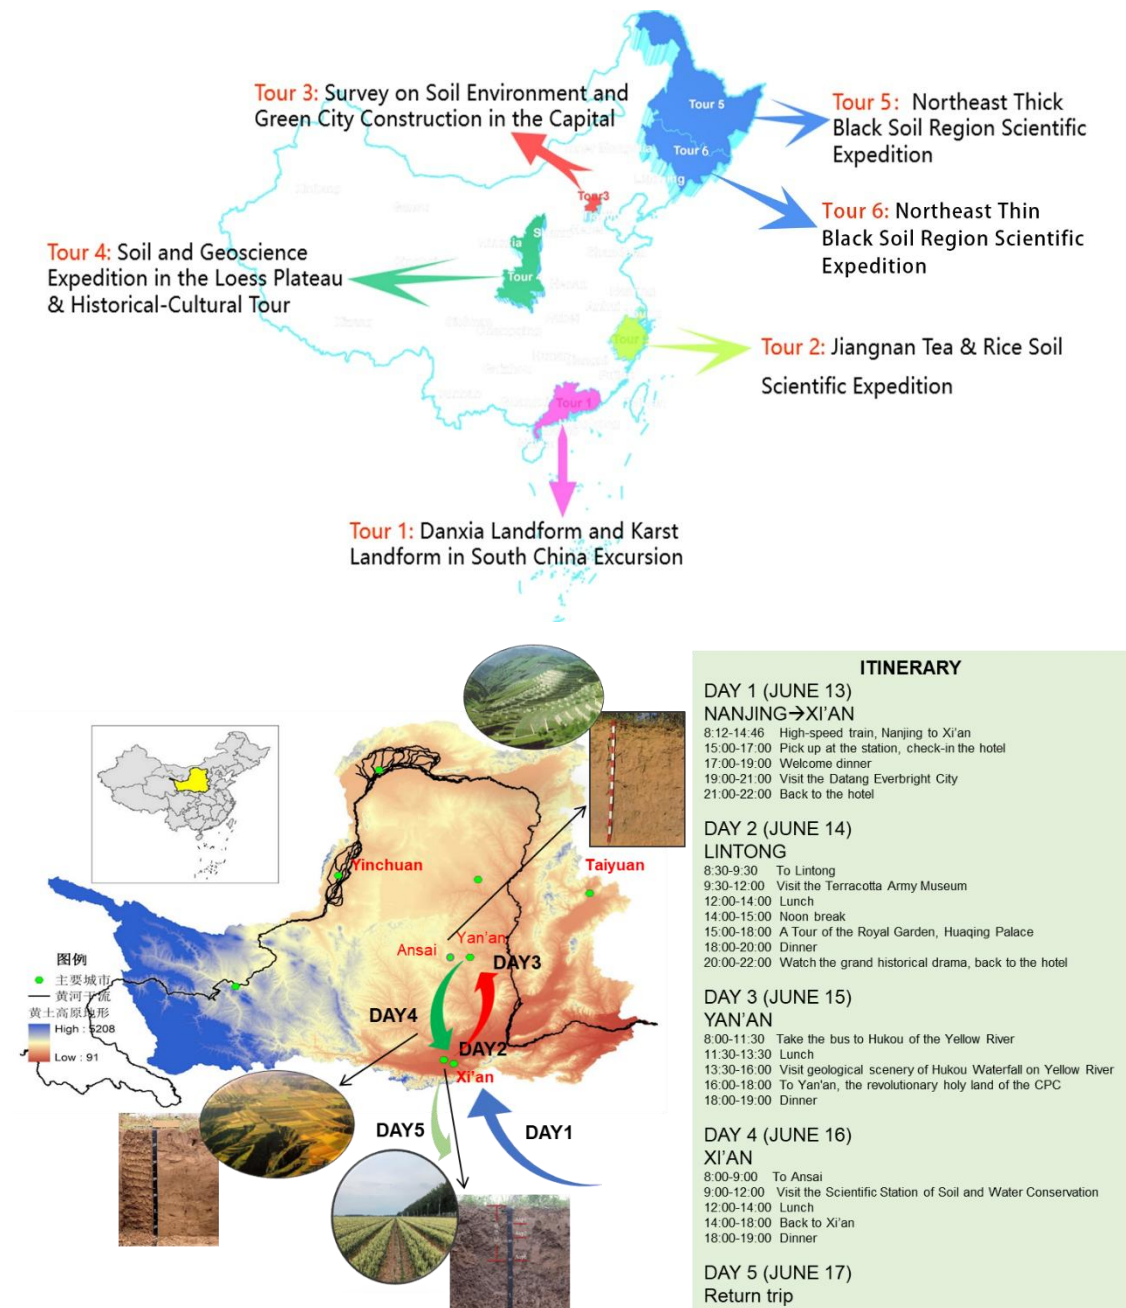 Tour 3: Survey on Soil Environment and
Green City Construction in the Capital
Tour 5
Tour 5: Northeast Thick
Black Soil Region Scientific
Expedition
Tour 6
Tour3
Tour 6: Northeast Thin
Black Soil Region Scientific
Expedition
Tour 4: Soil and Geoscience
Expedition in the Loess Plateau
& Historical-Cultural Tour
Tour
Tour 2: Jiangnan Tea & Rice Soil
Scientific Expedition
Tour 1
Tour 1: Danxia Landform and Karst
Landform in South China Excursion
Yinchuan
Taiyuan
Ansai
Yan'an
DAY3
DAY4
DAY2
Xi'an
DAY5
DAY1
图例
主要城市
黄河干流
黄土高原地形
High : 5208
Low : 91
ITINERARY
DAY 1 (JUNE 13)
NANJING→XI'AN
8:12-14:46 High-speed train, Nanjing to Xi'an
15:00-17:00 Pick up at the station, check-in the hotel
17:00-19:00 Welcome dinner
19:00-21:00 Visit the Datang Everbright City
21:00-22:00 Back to the hotel
DAY 2 (JUNE 14)
LINTONG
8:30-9:30 To Lintong
9:30-12:00 Visit the Terracotta Army Museum
12:00-14:00 Lunch
14:00-15:00 Noon break
15:00-18:00 A Tour of the Royal Garden, Huaqing Palace
18:00-20:00 Dinner
20:00-22:00 Watch the grand historical drama, back to the hotel
DAY 3 (JUNE 15)
YAN'AN
8:00-11:30 Take the bus to Hukou of the Yellow River
11:30-13:30 Lunch
13:30-16:00 Visit geological scenery of Hukou Waterfall on Yellow River
16:00-18:00 To Yan'an, the revolutionary holy land of the CPC
18:00-19:00 Dinner
DAY 4 (JUNE 16)
XI'AN
8:00-9:00 To Ansai
9:00-12:00 Visit the Scientific Station of Soil and Water Conservation
12:00-14:00 Lunch
14:00-18:00 Back to Xi'an
18:00-19:00 Dinner
DAY 5 (JUNE 17)
Return trip